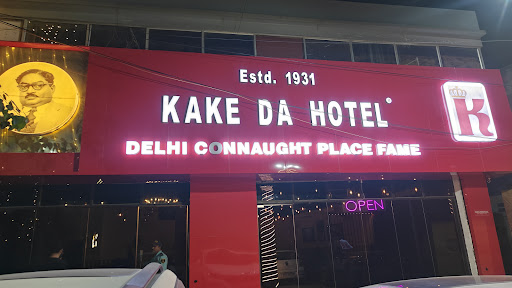 Estd. 1931
KAKE DA HOTEL
DELHI CONNAUGHT PLACE FAME
K
OPEN